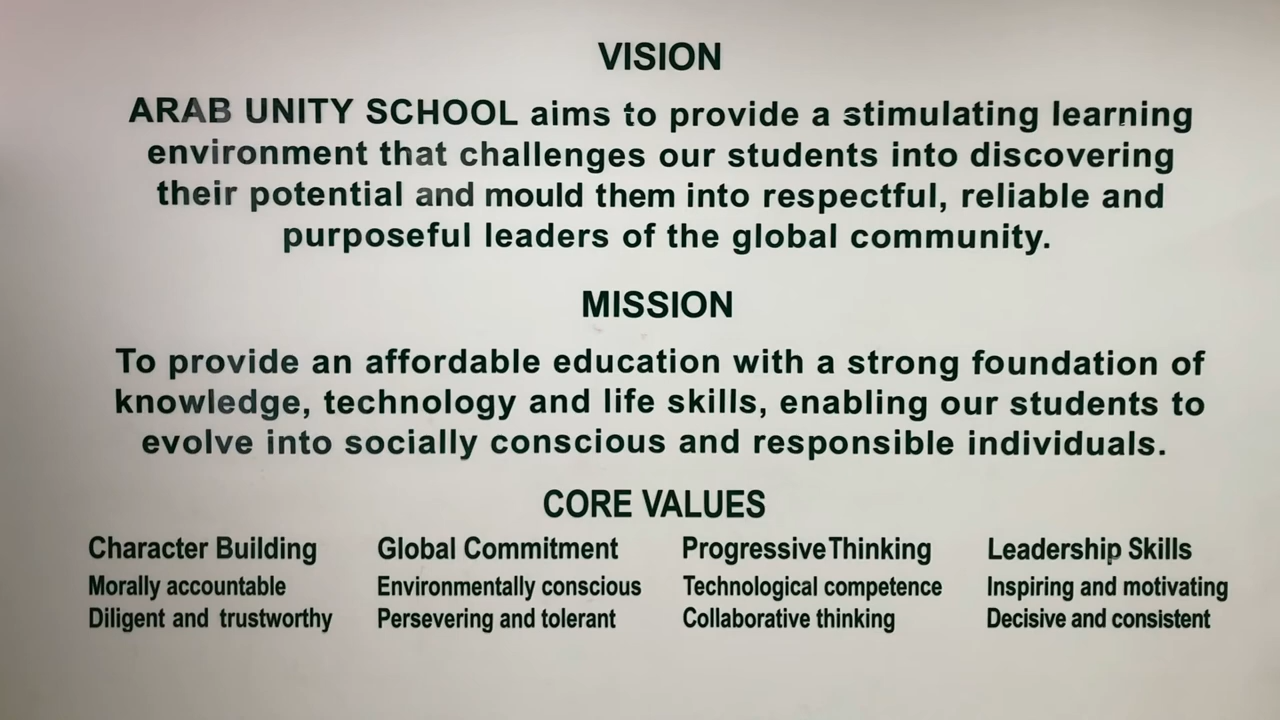 VISION
ARAB UNITY SCHOOL aims to provide a stimulating learning
environment that challenges our students into discovering
their potential and mould them into respectful, reliable and
purposeful leaders of the global community.
MISSION
To provide an affordable education with a strong foundation of
knowledge, technology and life skills, enabling our students to
evolve into socially conscious and responsible individuals.
CORE VALUES
Character Building Global Commitment Progressive Thinking Leadership Skills
Morally accountable Environmentally conscious Technological competence Inspiring and motivating
Diligent and trustworthy Persevering and tolerant Collaborative thinking Decisive and consistent